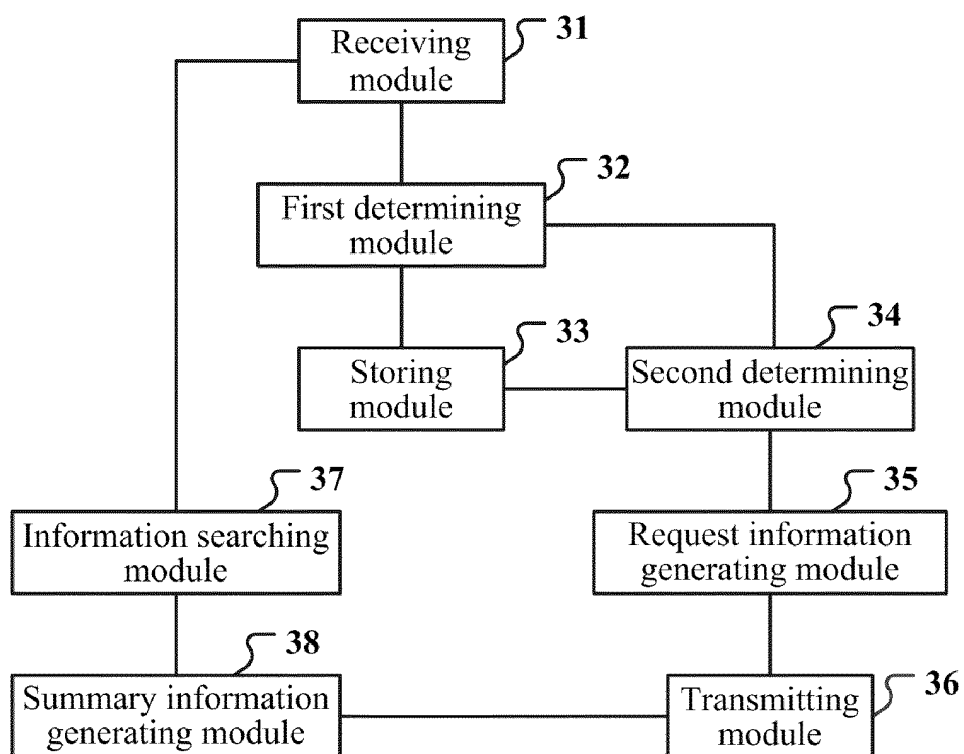 31
Receiving
module
32
First determining
module
33
Storing
module
34
Second determining
module
37
Information searching
module
35
Request information
generating module
38
Summary information
generating module
36
Transmitting
module